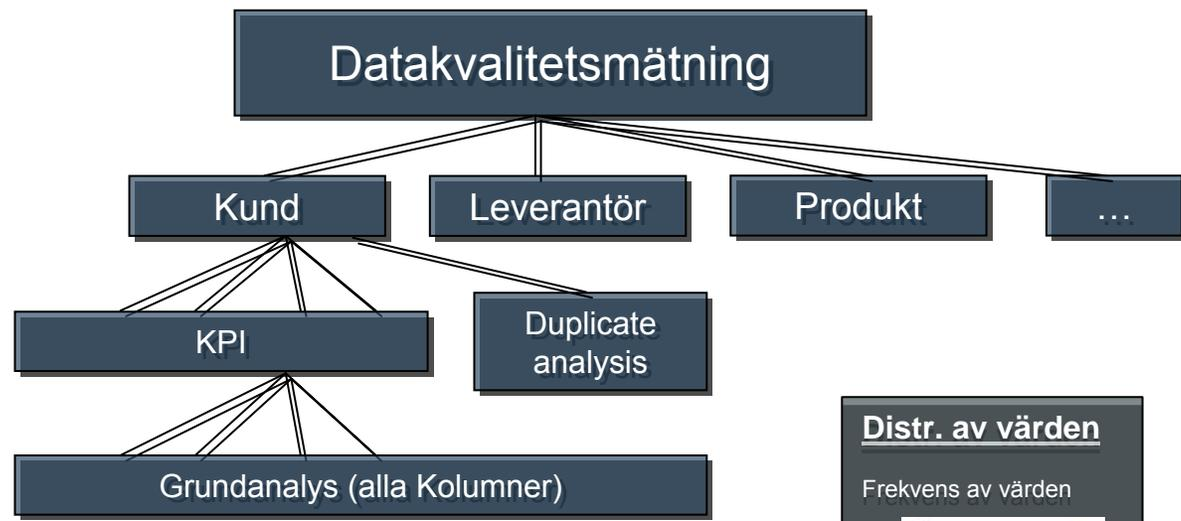 Datakvalitetsmätning
Kund
Leverantör
Produkt
…
KPI
Duplicate
analysis
Grundanalys (alla Kolumner)
Distr. av värden
Frekvens av värden